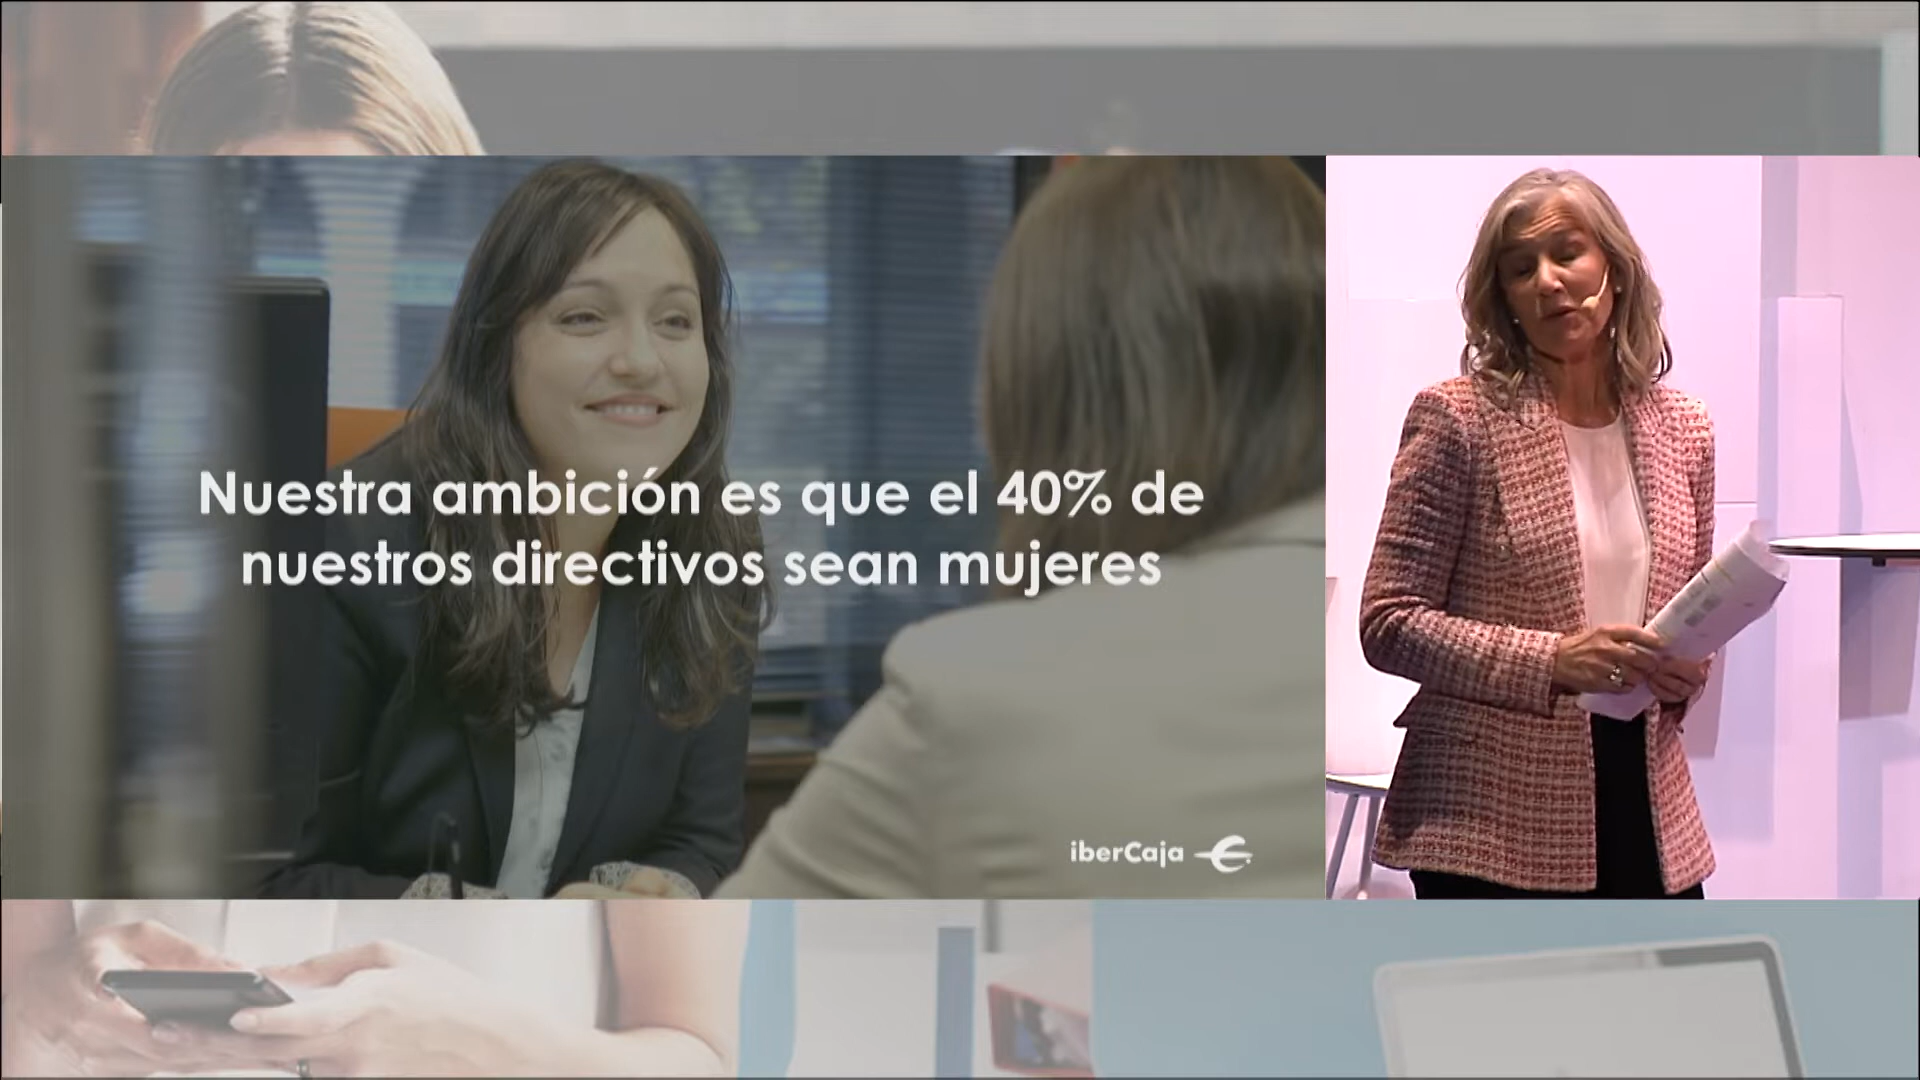 Nuestra ambición es que el 40% de
nuestros directivos sean mujeres
iberCaja